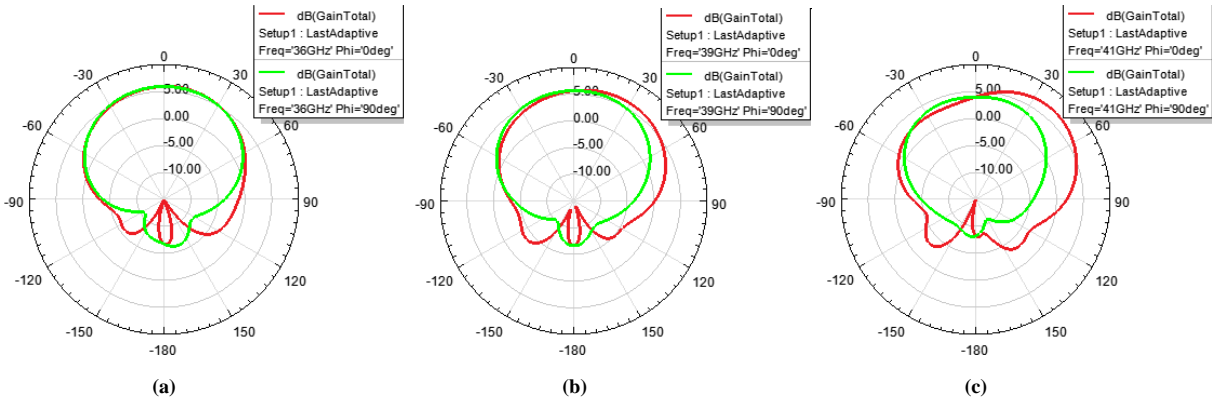 dB(GainTotal)
Setup1 : LastAdaptive
Freq='36GHz' Phi='0deg'
dB(GainTotal)
Setup1 : LastAdaptive
Freq='36GHz' Phi='90deg'
0
-30
30
-60
60
-90
90
-120
120
-150
150
-180
5.00
0.00
-5.00
-10.00
(a)
dB(GainTotal)
Setup1 : LastAdaptive
Freq='39GHz' Phi='0deg'
dB(GainTotal)
Setup1 : LastAdaptive
Freq='39GHz' Phi='90deg'
0
-30
30
-60
60
-90
90
-120
120
-150
150
-180
5.00
0.00
-5.00
-10.00
(b)
dB(GainTotal)
Setup1 : LastAdaptive
Freq='41GHz' Phi='0deg'
dB(GainTotal)
Setup1 : LastAdaptive
Freq='41GHz' Phi='90deg'
0
-30
30
-60
60
-90
90
-120
120
-150
150
-180
5.00
0.00
-5.00
-10.00
(c)